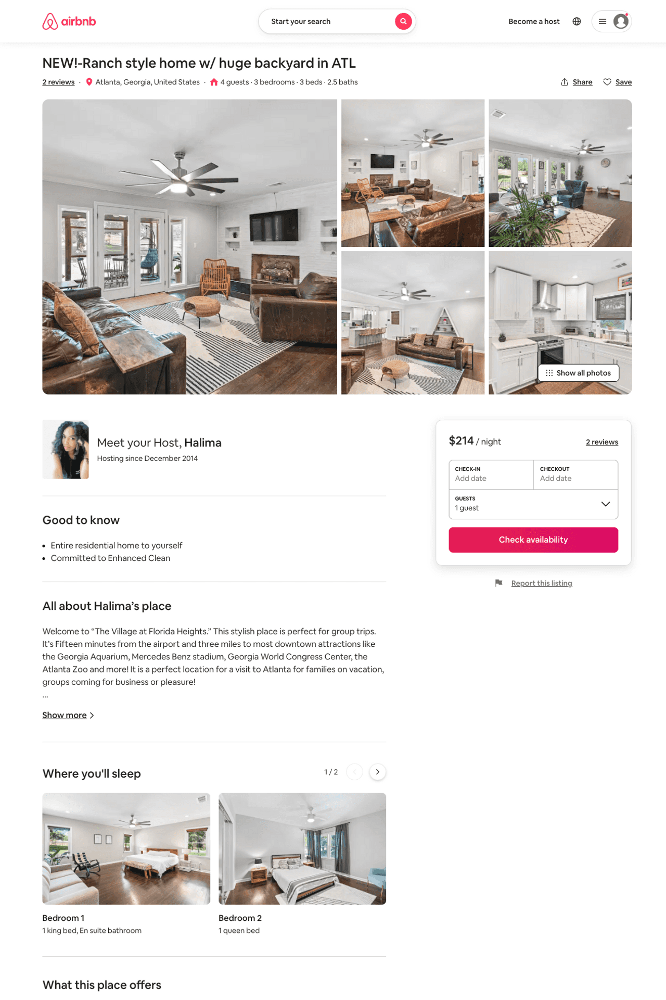 airbnb
Start your search
Become a host
NEW!-Ranch style home w/ huge backyard in ATL
2 reviews · Atlanta, Georgia, United States · 4 guests · 3 bedrooms · 3 beds · 2.5 baths
Share
Save
Show all photos
Meet your Host, Halima
Hosting since December 2014
$214 / night
2 reviews
CHECK-IN
Add date
CHECKOUT
Add date
GUESTS
1 guest
Check availability
Report this listing
Good to know
• Entire residential home to yourself
• Committed to Enhanced Clean
All about Halima’s place
Welcome to “The Village at Florida Heights.” This stylish place is perfect for group trips.
It’s Fifteen minutes from the airport and three miles to most downtown attractions like
the Georgia Aquarium, Mercedes Benz stadium, Georgia World Congress Center, the
Atlanta Zoo and more! It is a perfect location for a visit to Atlanta for families on vacation,
groups coming for business or pleasure!
...
Show more
Where you'll sleep
1 / 2
Bedroom 1
1 king bed, En suite bathroom
Bedroom 2
1 queen bed
What this place offers